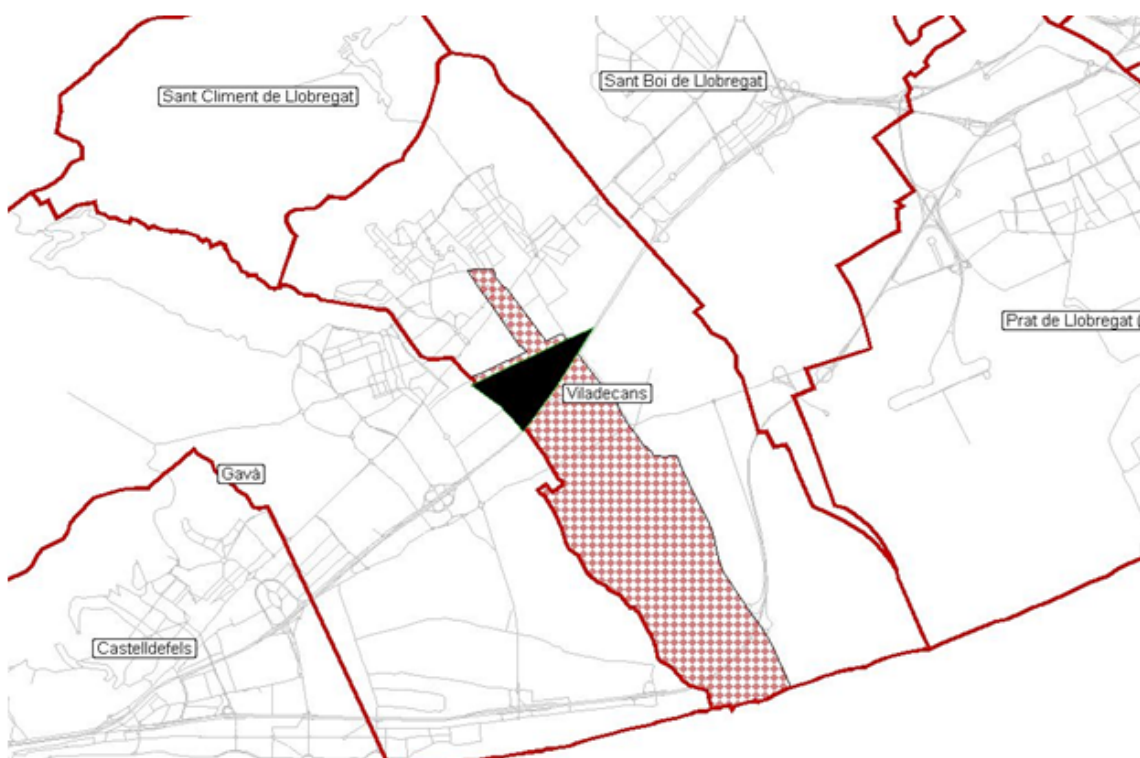 Sant Climent de Llobregat
Sant Boi de Llobregat
Prat de Llobregat
Viladecans
Gavà
Castelldefels